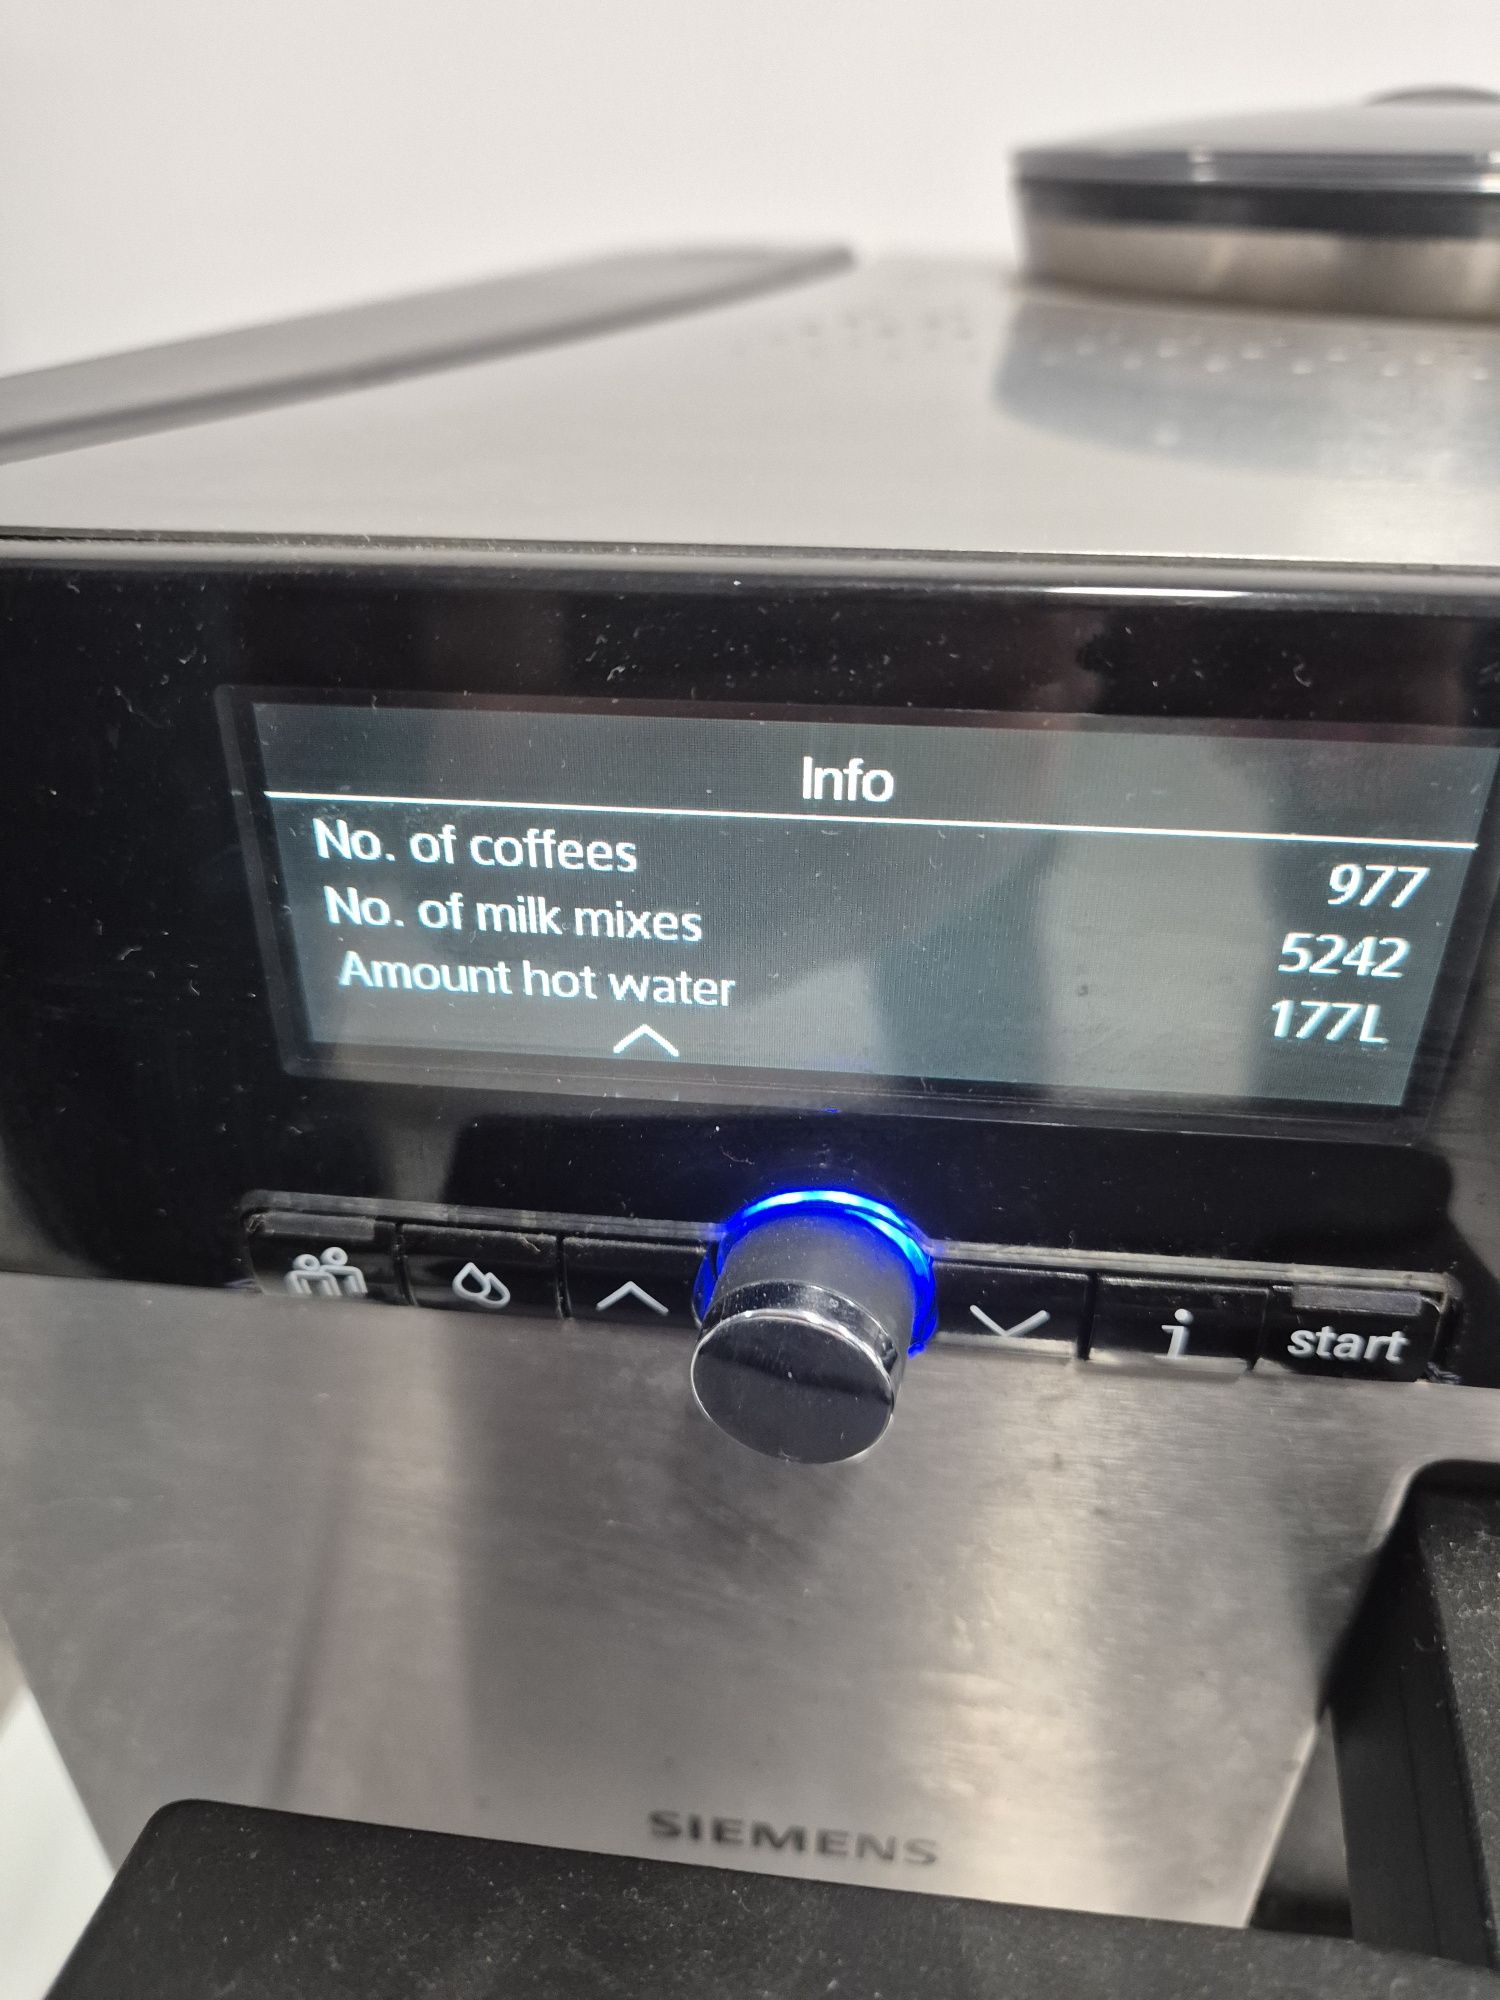 Info
No. of coffees 977
No. of milk mixes 5242
Amount hot water 177L
i start
SIEMENS